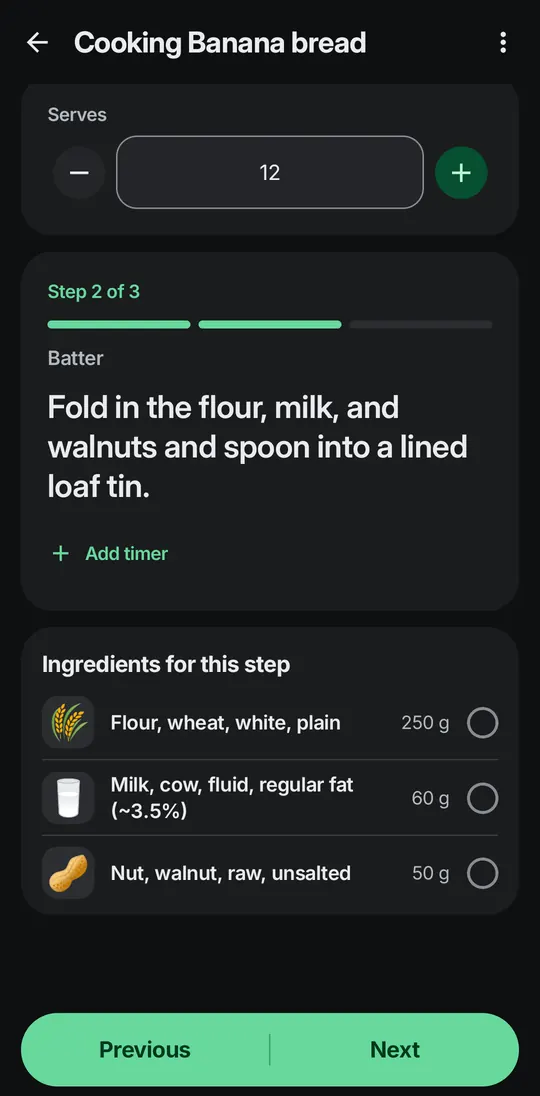 Cooking Banana bread
Serves
12
Step 2 of 3
Batter
Fold in the flour, milk, and
walnuts and spoon into a lined
loaf tin.
Add timer
Ingredients for this step
Flour, wheat, white, plain 250 g
Milk, cow, fluid, regular fat
(~3.5%) 60 g
Nut, walnut, raw, unsalted 50 g
Previous Next